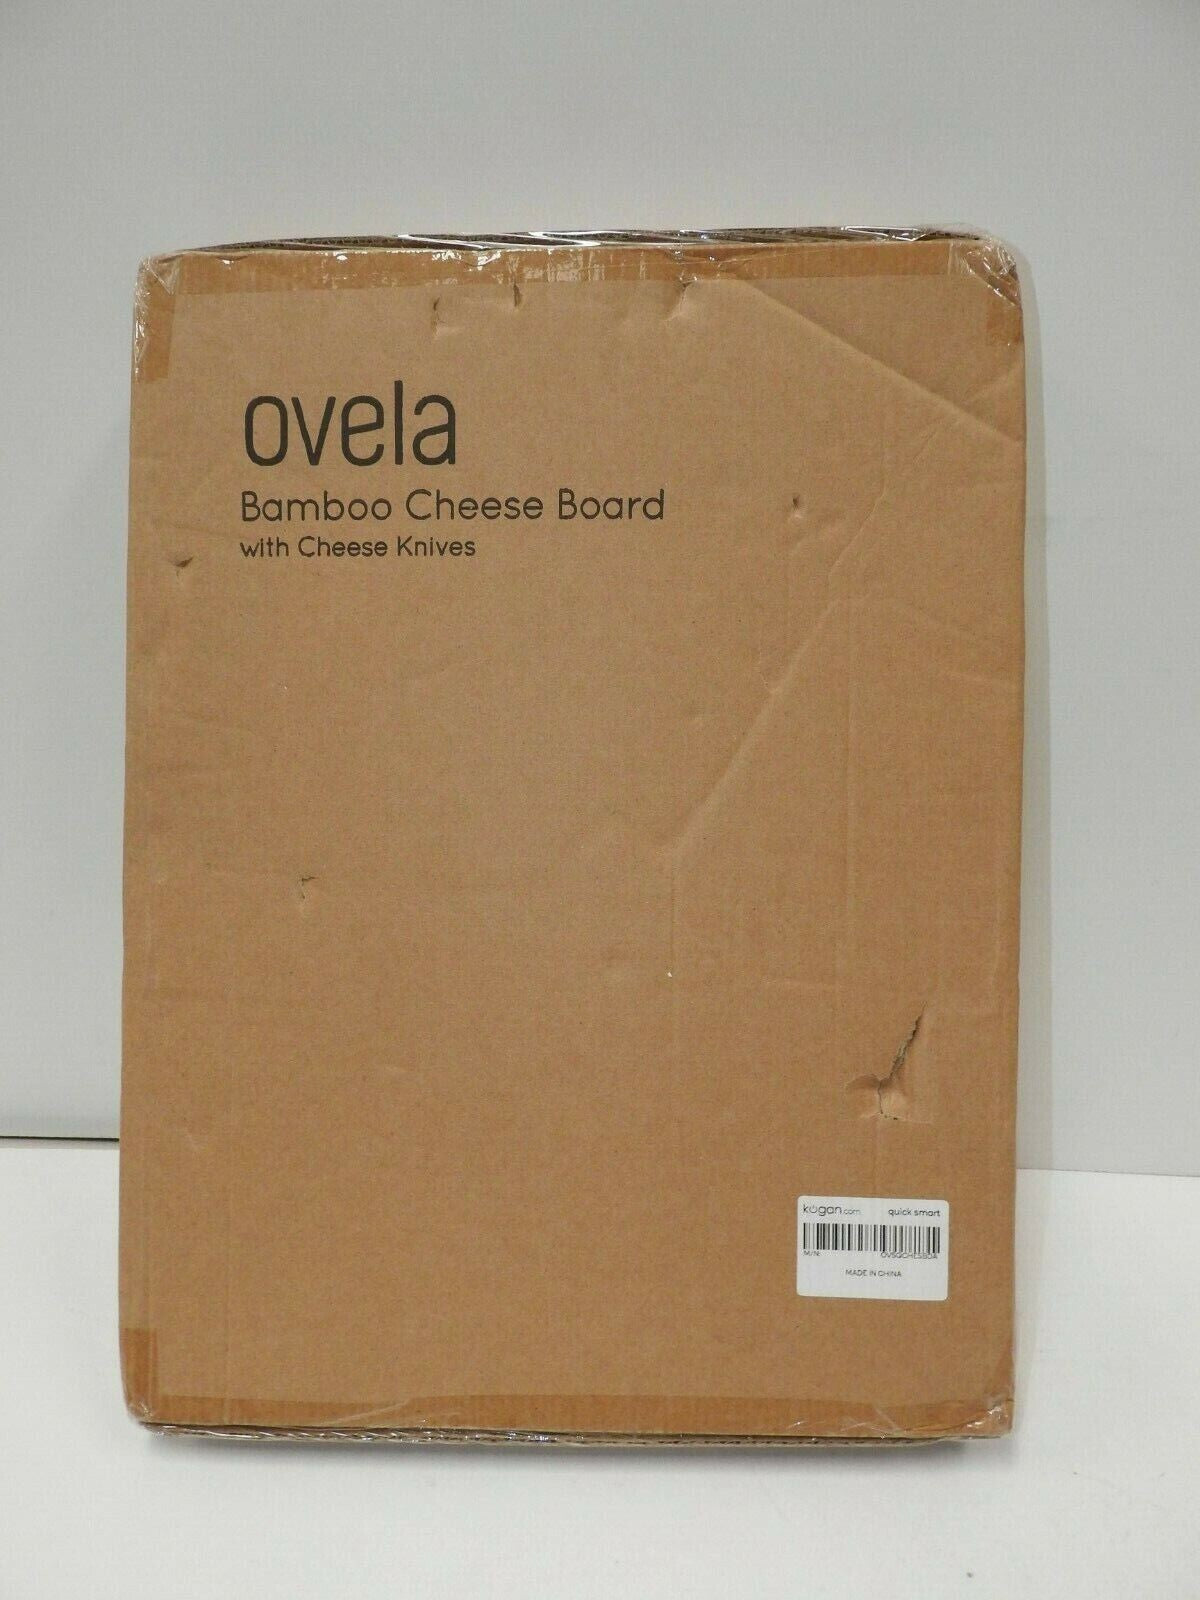 ovela
Bamboo Cheese Board
with Cheese Knives
kogan.com quick smart
M/N:
MADE IN CHINA